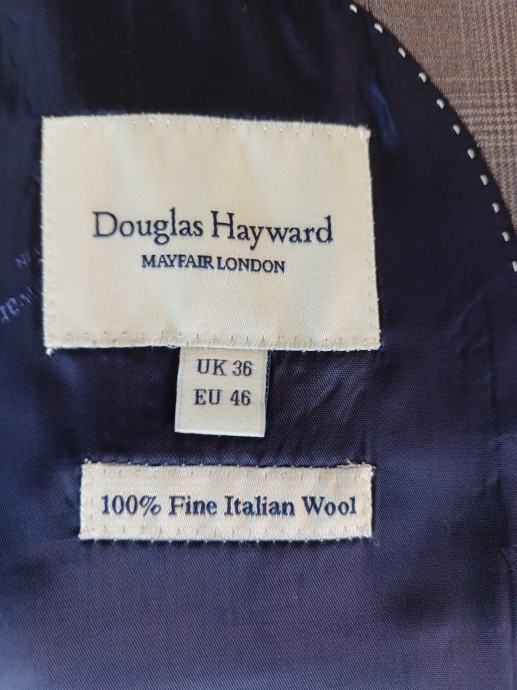 Douglas Hayward
MAYFAIR LONDON
UK 36
EU 46
100% Fine Italian Wool